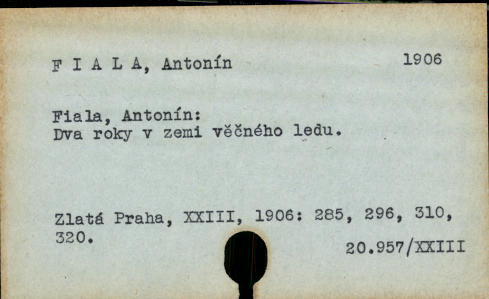 F I A L A, Antonín 1906
Fiala, Antonín:
Dva roky v zemi věčného ledu.
Zlatá Praha, XXIII, 1906: 285, 296, 310,
320.
20.957/XXIII